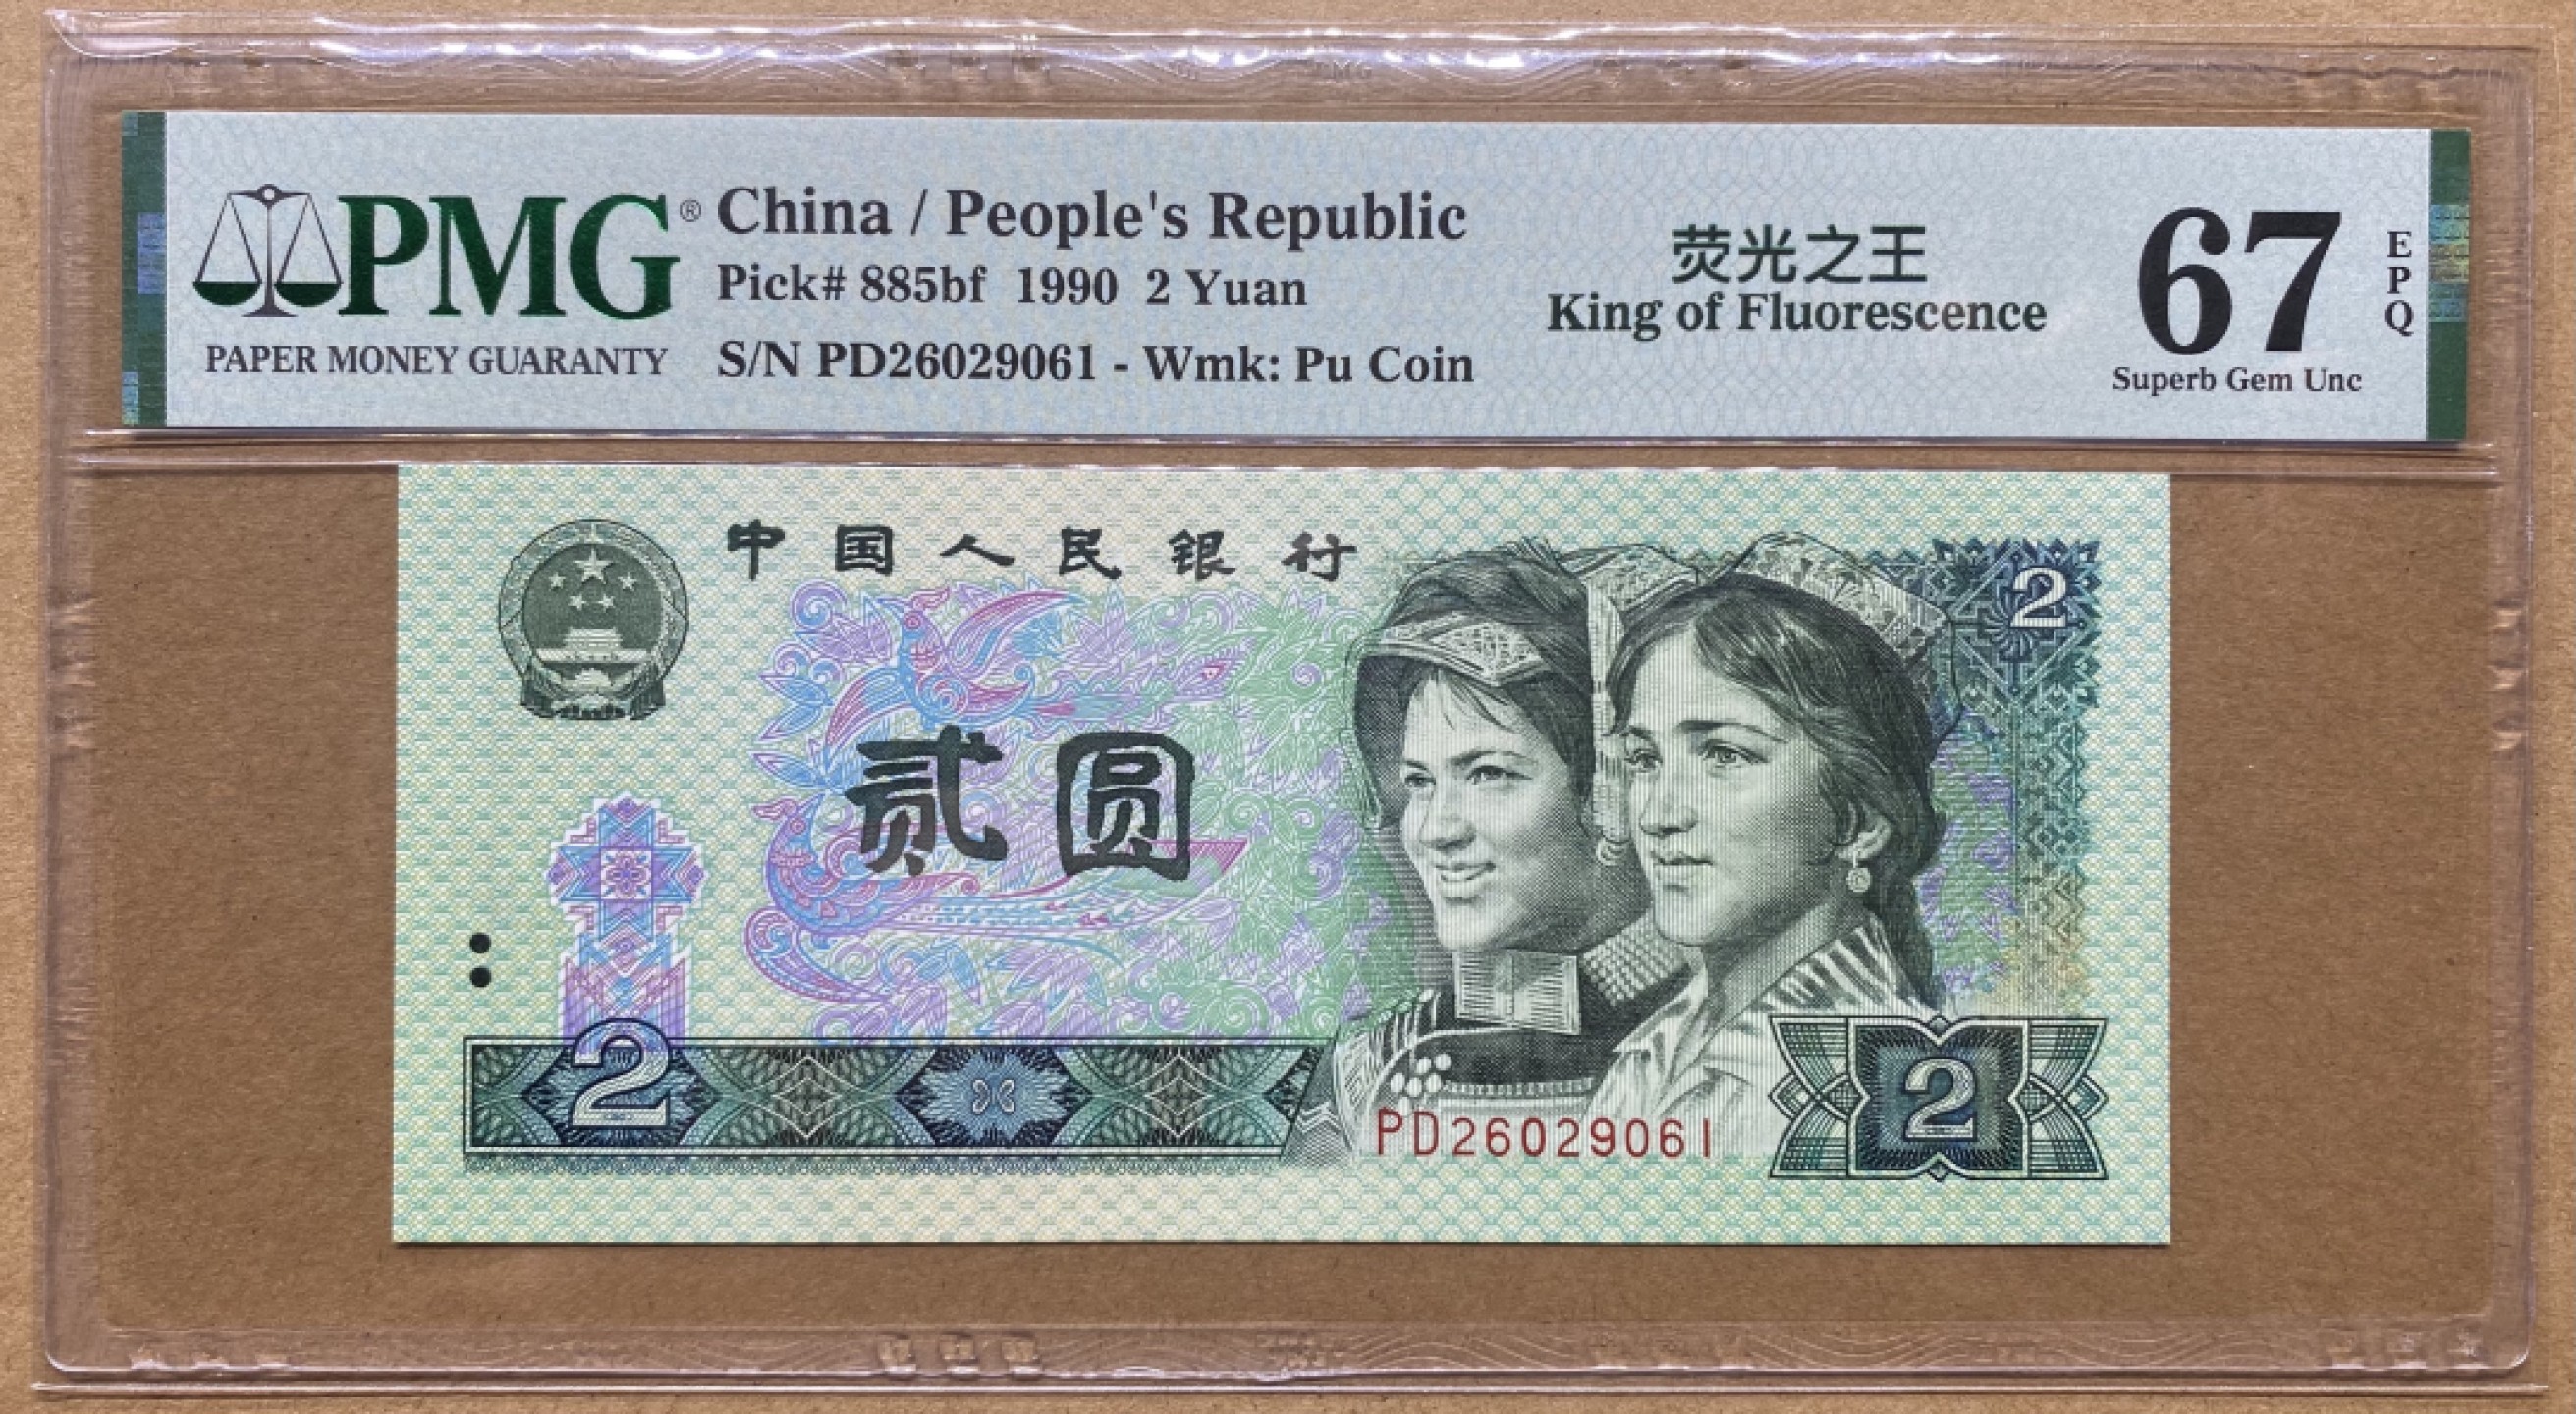 PMG®
PAPER MONEY GUARANTY
China / People's Republic
Pick# 885bf 1990 2 Yuan
S/N PD26029061 - Wmk: Pu Coin
荧光之王
King of Fluorescence
67
EPQ
Superb Gem Unc
中国人民银行
2
贰圆
2
PD26029061
2